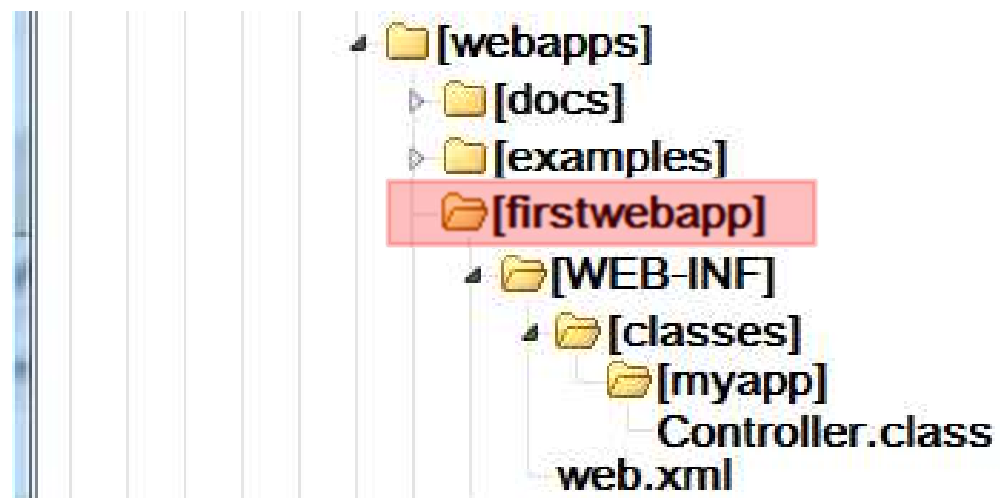 [webapps]
[docs]
[examples]
[firstwebapp]
[WEB-INF]
[classes]
[myapp]
Controller.class
web.xml